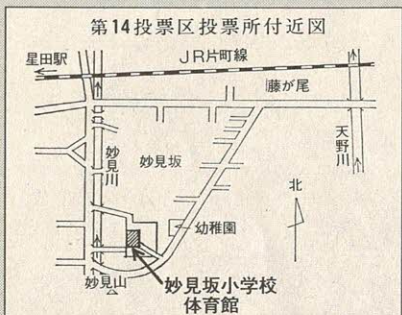 第14投票区投票所付近図
星田駅
JR片町線
藤が尾
妙見川
妙見坂
天野川
北
幼稚園
妙見山
妙見坂小学校
体育館